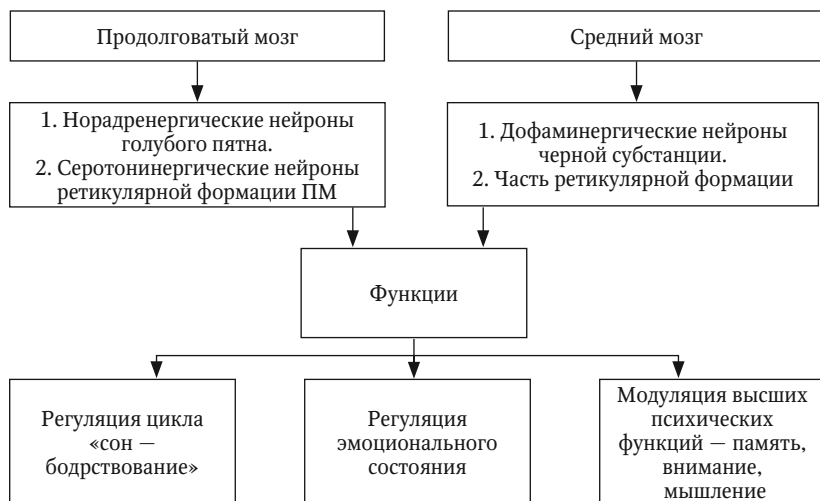 Продолговатый мозг
Средний мозг
1. Норадренергические нейроны
голубого пятна.
2. Серотонинергические нейроны
ретикулярной формации ПМ
1. Дофаминергические нейроны
черной субстанции.
2. Часть ретикулярной формации
Функции
Регуляция цикла
«сон —
бодрствование»
Регуляция
эмоционального
состояния
Модуляция высших
психических
функций — память,
внимание,
мышление